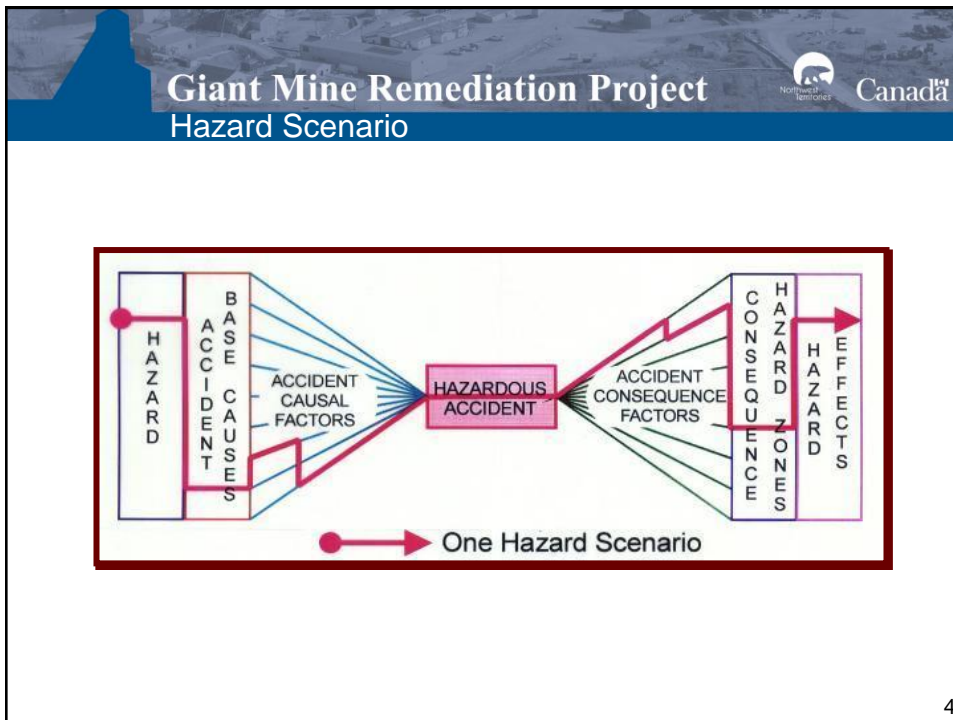 Giant Mine Remediation Project
Northwest
Territories
Canada
Hazard Scenario
HAZARD
ACCIDENT
BASE CAUSES
ACCIDENT
CAUSAL
FACTORS
HAZARDOUS
ACCIDENT
ACCIDENT
CONSEQUENCE
FACTORS
CONSEQUENCE
HAZARD ZONES
HAZARD
EFFECTS
One Hazard Scenario
4